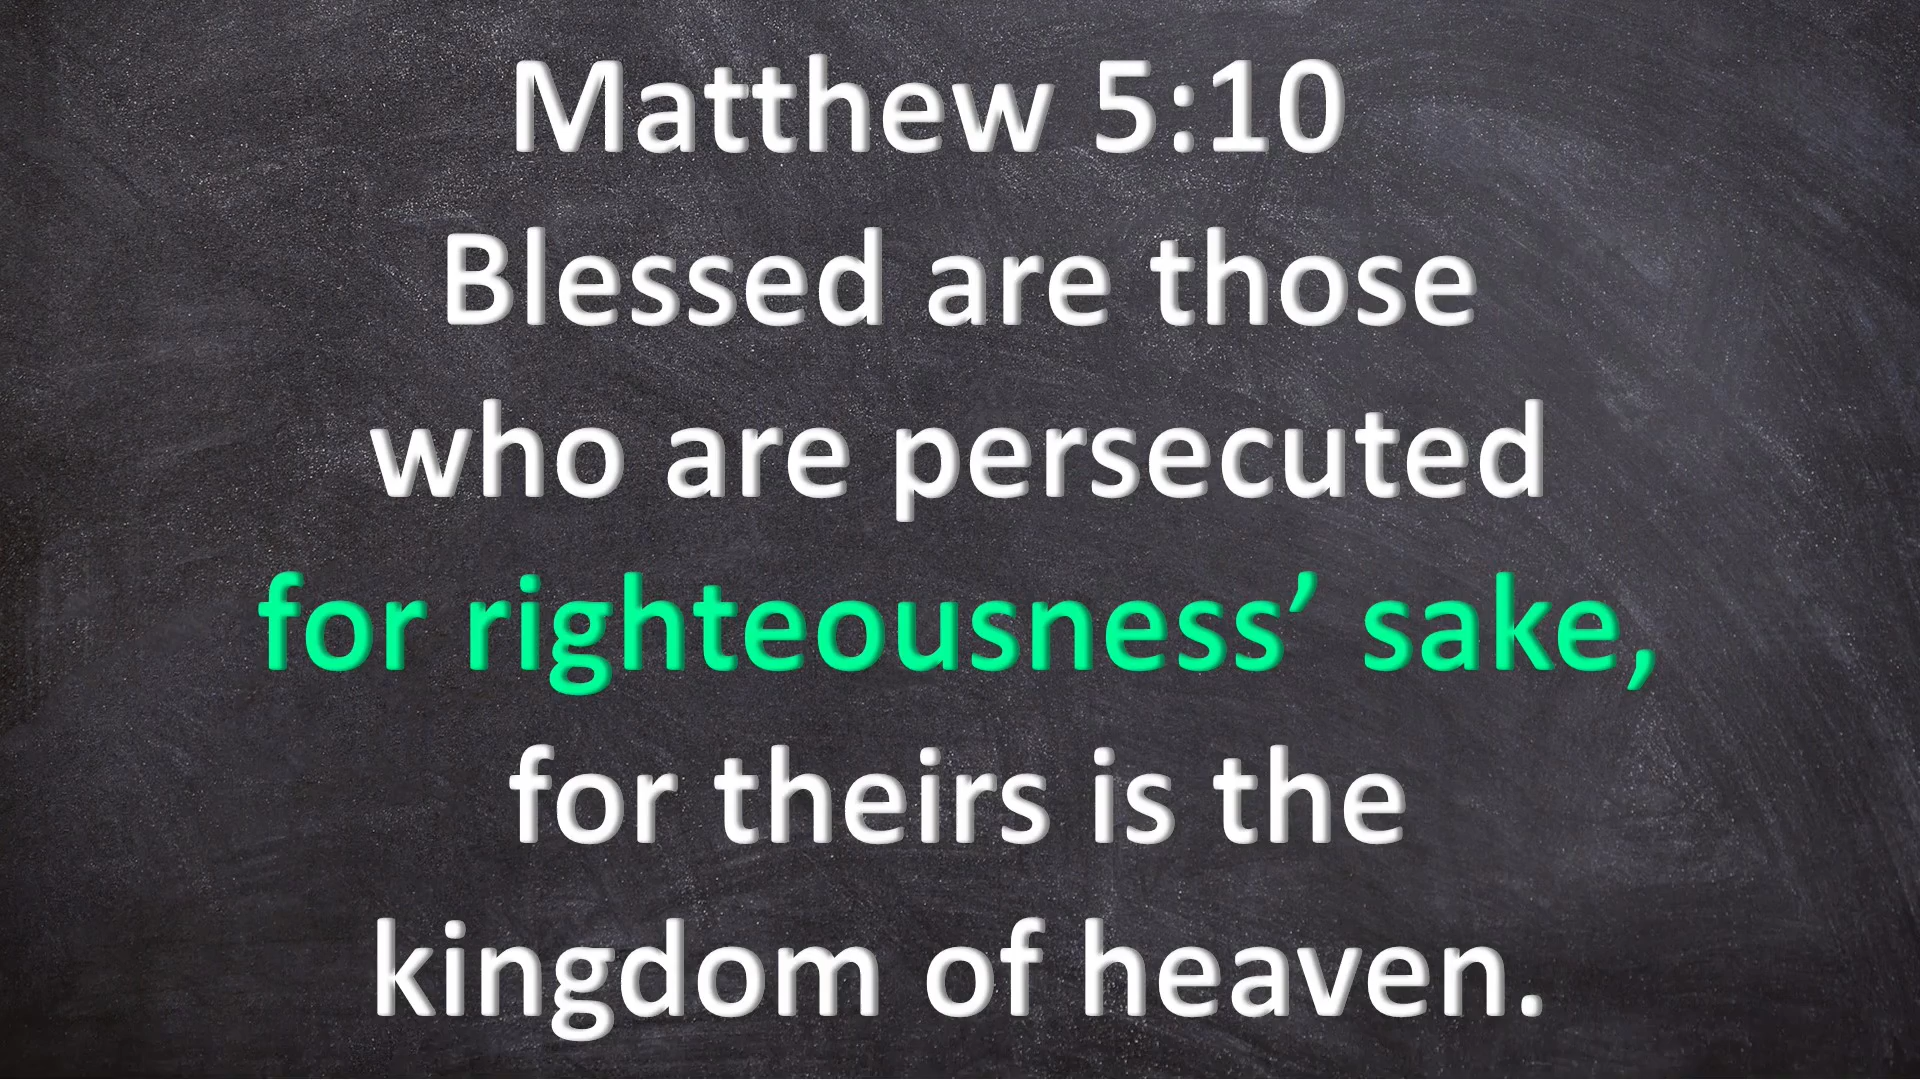 Matthew 5:10
Blessed are those
who are persecuted
for righteousness’ sake,
for theirs is the
kingdom of heaven.